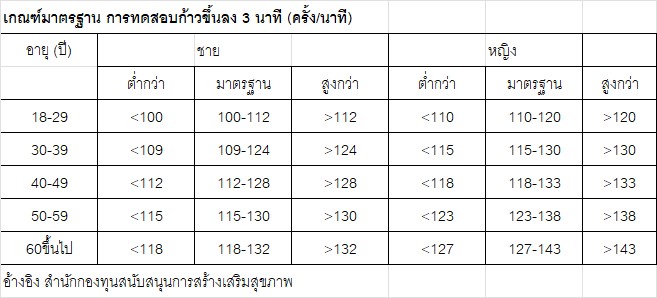 เกณฑ์มาตรฐาน การทดสอบก้าวขึ้นลง 3 นาที (ครั้ง/นาที)
อายุ (ปี) ชาย หญิง
ต่ำกว่า มาตรฐาน สูงกว่า ต่ำกว่า มาตรฐาน สูงกว่า
18-29 <100 100-112 >112 <110 110-120 >120
30-39 <109 109-124 >124 <115 115-130 >130
40-49 <112 112-128 >128 <118 118-133 >133
50-59 <115 115-130 >130 <123 123-138 >138
60ขึ้นไป <118 118-132 >132 <127 127-143 >143
อ้างอิง สำนักกองทุนสนับสนุนการสร้างเสริมสุขภาพ